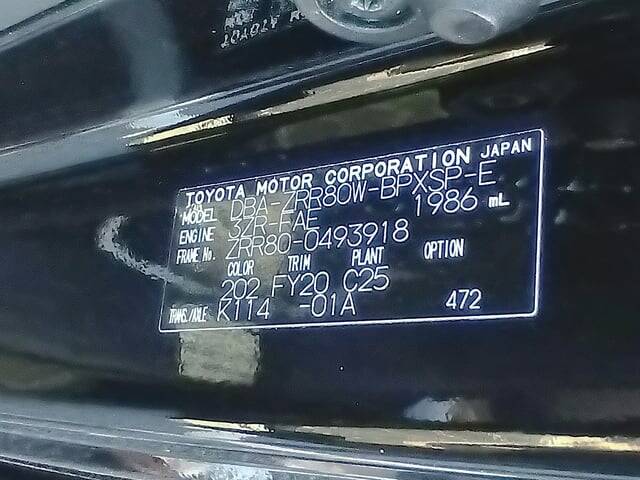 TOYOTA MOTOR CORPORATION JAPAN
MODEL DBA-ZRR80W-BPXSP-E
ENGINE 3ZR-FAE 1986 mL
FRAME No. ZRR80-0493918
COLOR TRIM PLANT OPTION
202 FY20 C25
TRANS./AXLE K114 -01A 472